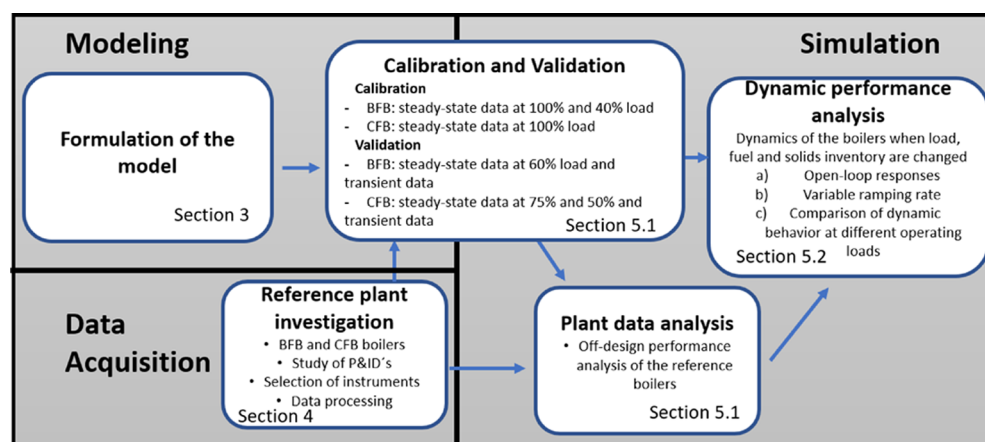 Modeling
Formulation of the
model
Section 3
Calibration and Validation
Calibration
- BFB: steady-state data at 100% and 40% load
- CFB: steady-state data at 100% load
Validation
- BFB: steady-state data at 60% load and
transient data
- CFB: steady-state data at 75% and 50% and
transient data
Section 5.1
Simulation
Dynamic performance
analysis
Dynamics of the boilers when load,
fuel and solids inventory are changed
a) Open-loop responses
b) Variable ramping rate
c) Comparison of dynamic
behavior at different operating
loads
Section 5.2
Data
Acquisition
Reference plant
investigation
• BFB and CFB boilers
• Study of P&ID´s
• Selection of instruments
• Data processing
Section 4
Plant data analysis
• Off-design performance
analysis of the reference
boilers
Section 5.1